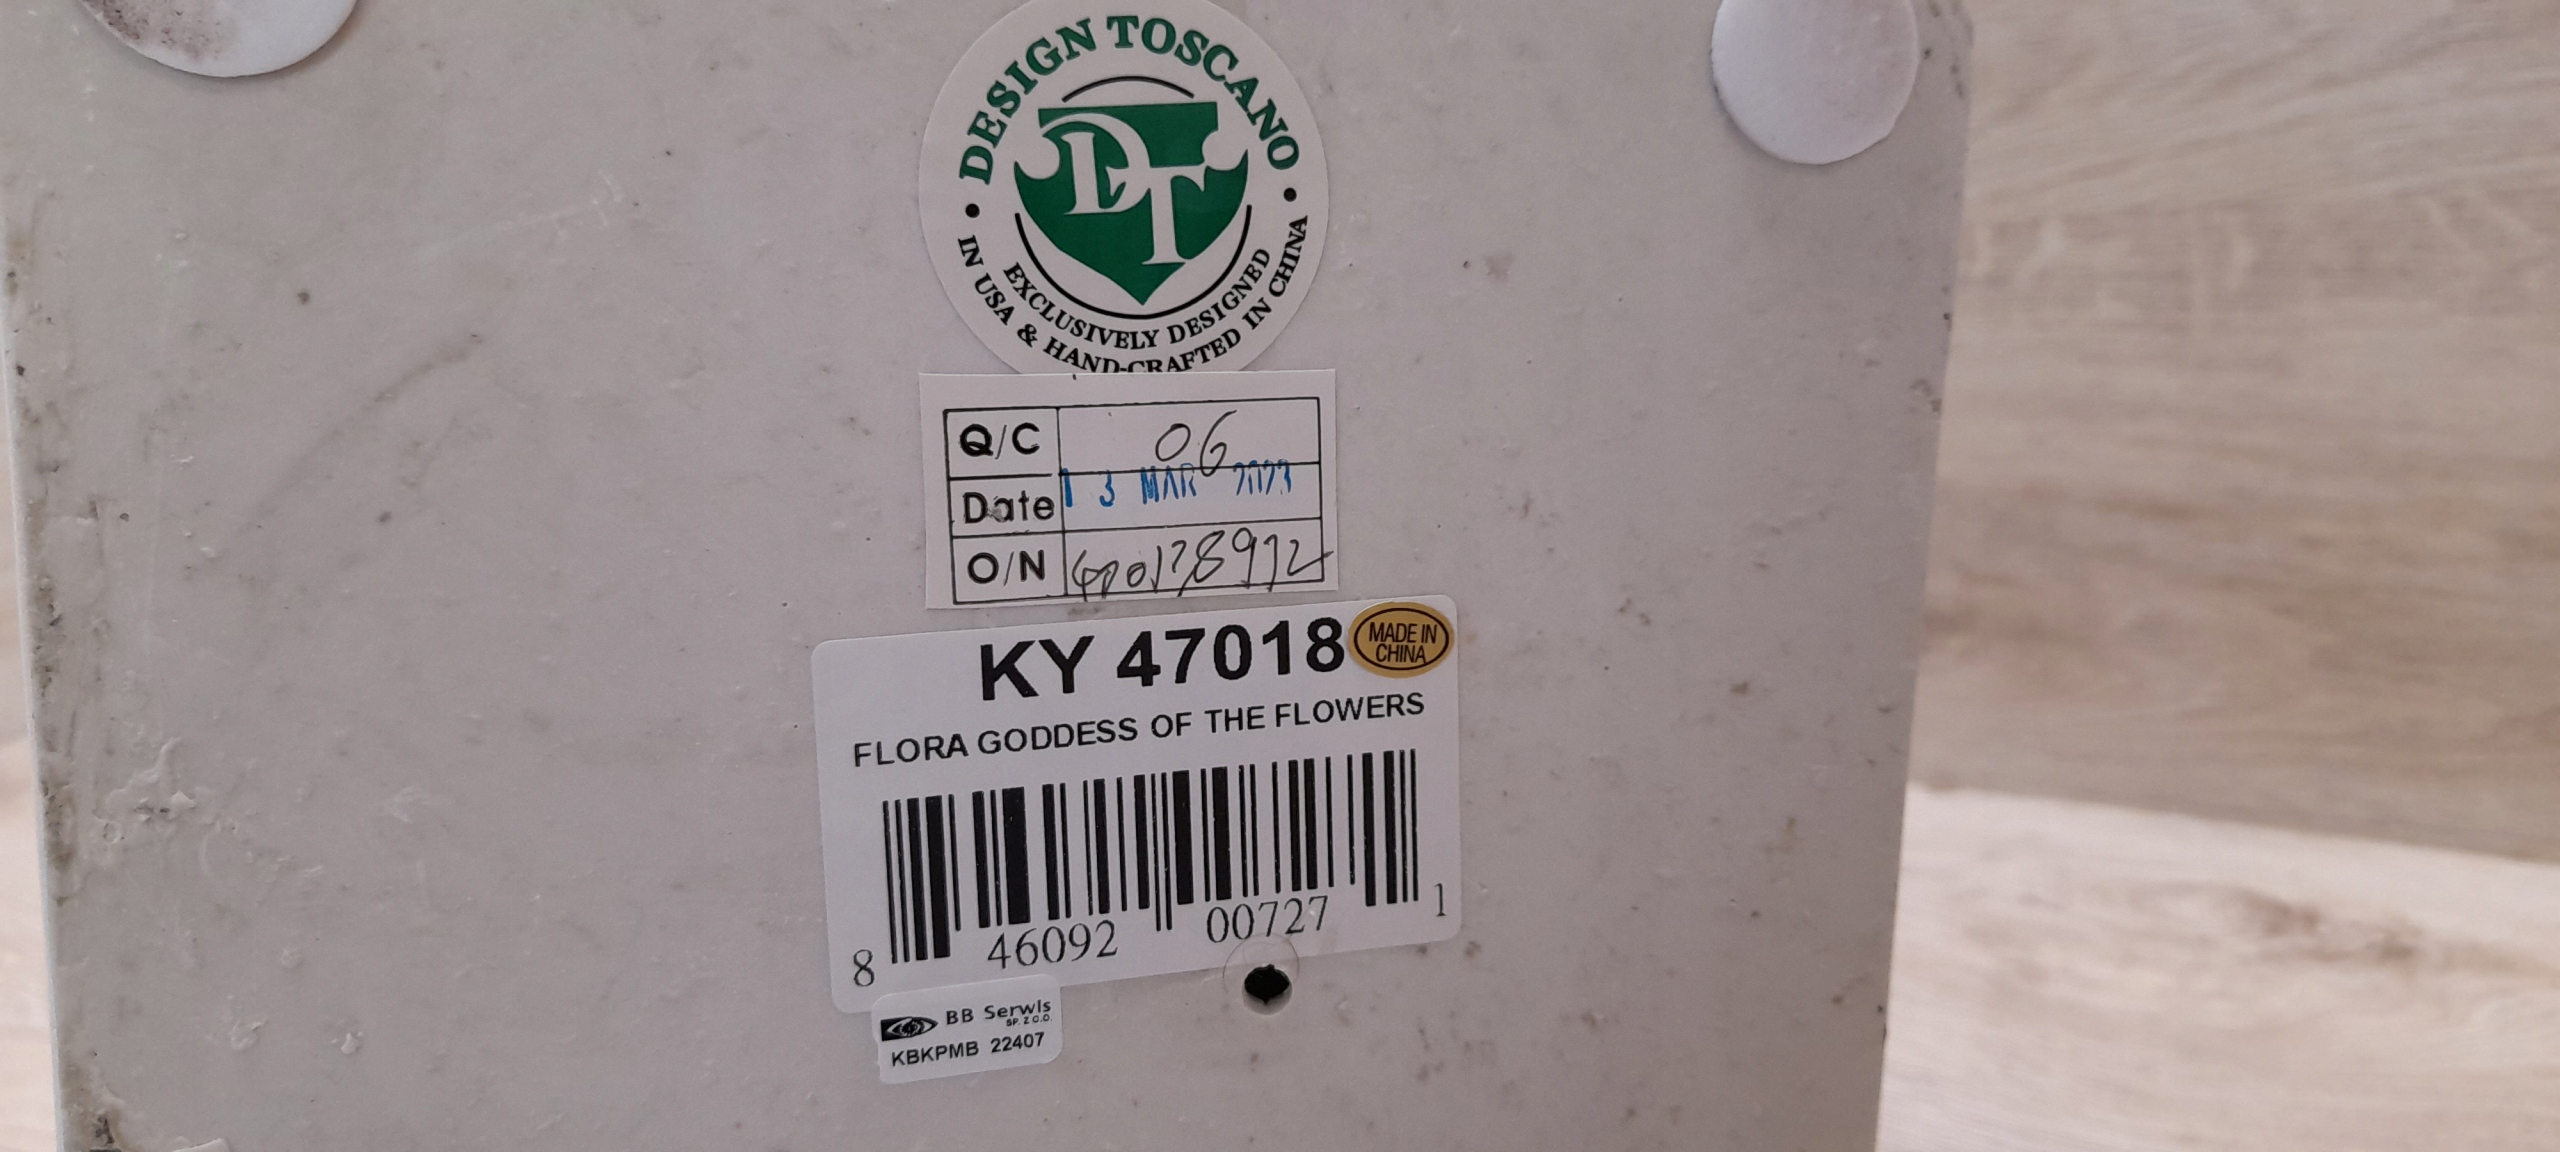 • DESIGN TOSCANO •
DT
EXCLUSIVELY DESIGNED
IN USA & HAND-CRAFTED IN CHINA
Q/C 06
Date 13 MAR 2023
O/N
KY 47018
MADE IN
CHINA
FLORA GODDESS OF THE FLOWERS
8 46092 00727 1
BB SerwIs
SP. Z O.O.
KBKPMB 22407